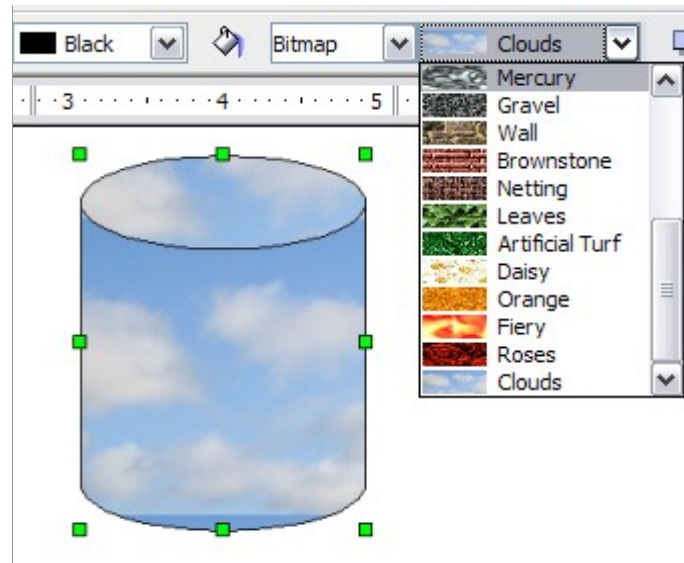 Black Bitmap Clouds
3 4 5
Mercury
Gravel
Wall
Brownstone
Netting
Leaves
Artificial Turf
Daisy
Orange
Fiery
Roses
Clouds